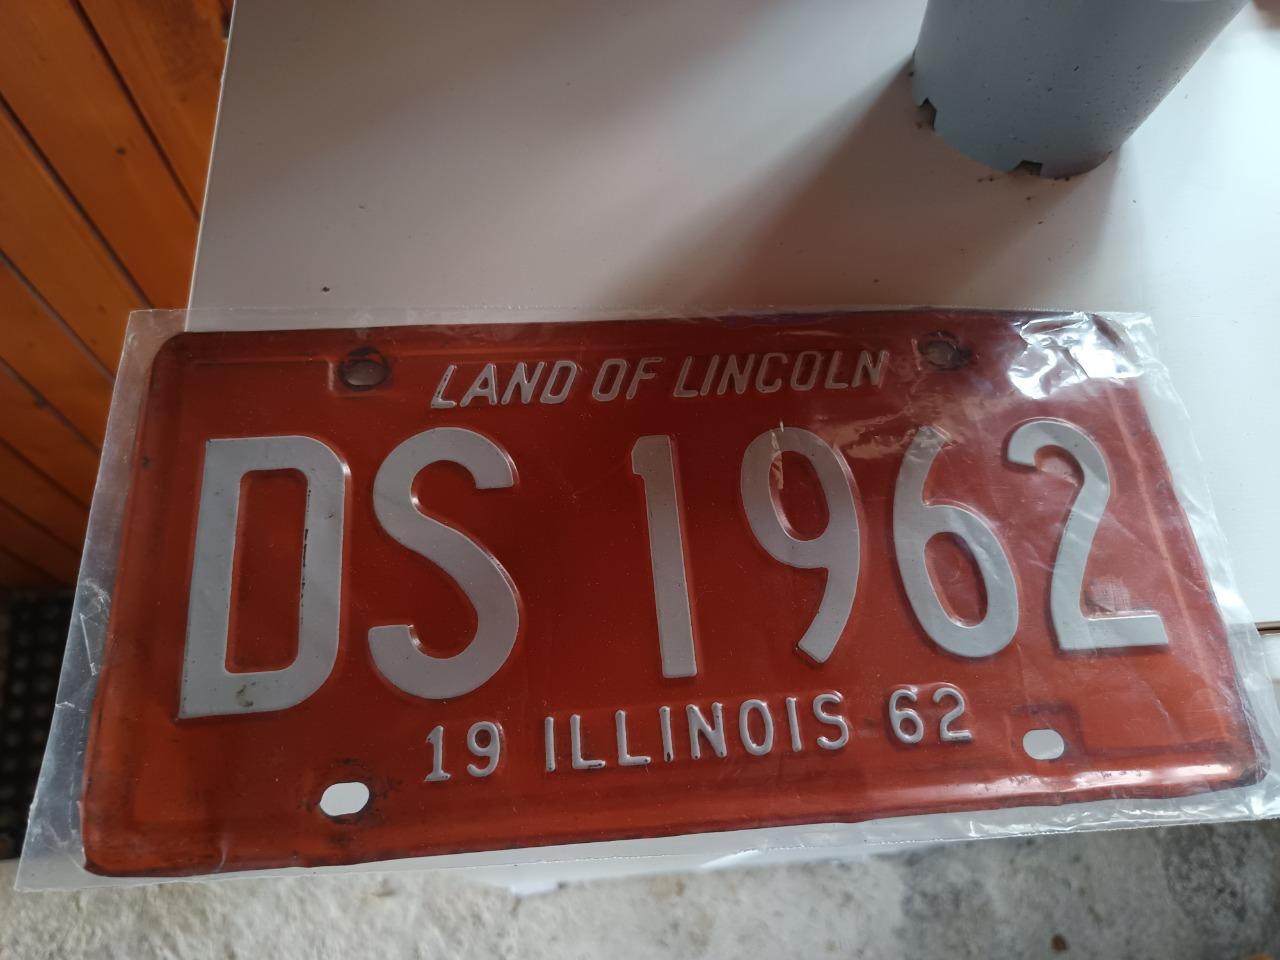 LAND OF LINCOLN
DS 1962
19 ILLINOIS 62